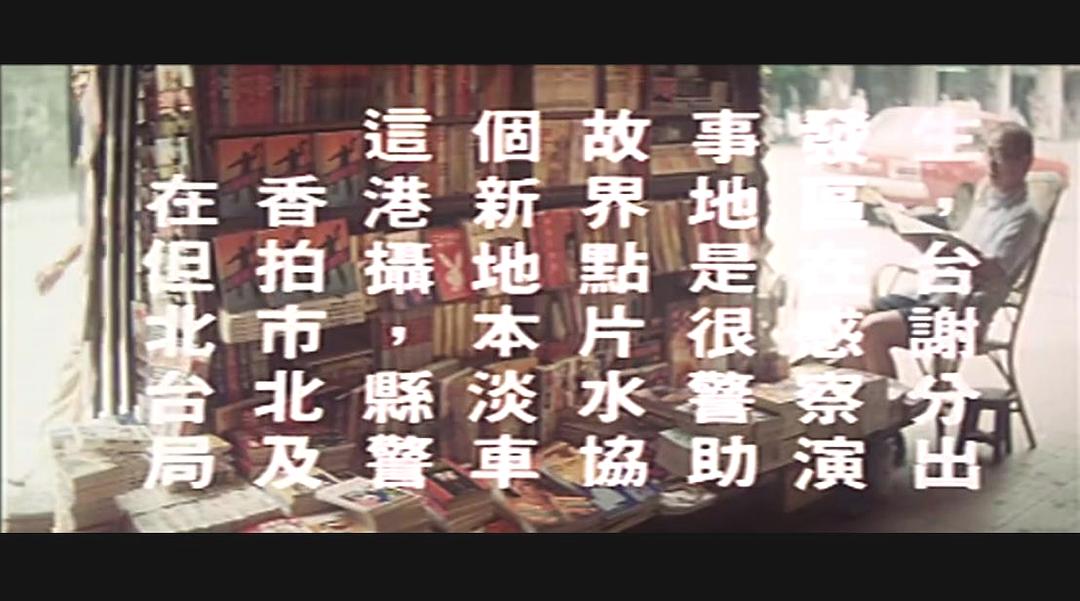 這個故事發生
在香港新界地區，
但拍攝地點是在台
北市，本片很感謝
台北縣淡水警察分
局及警車協助演出